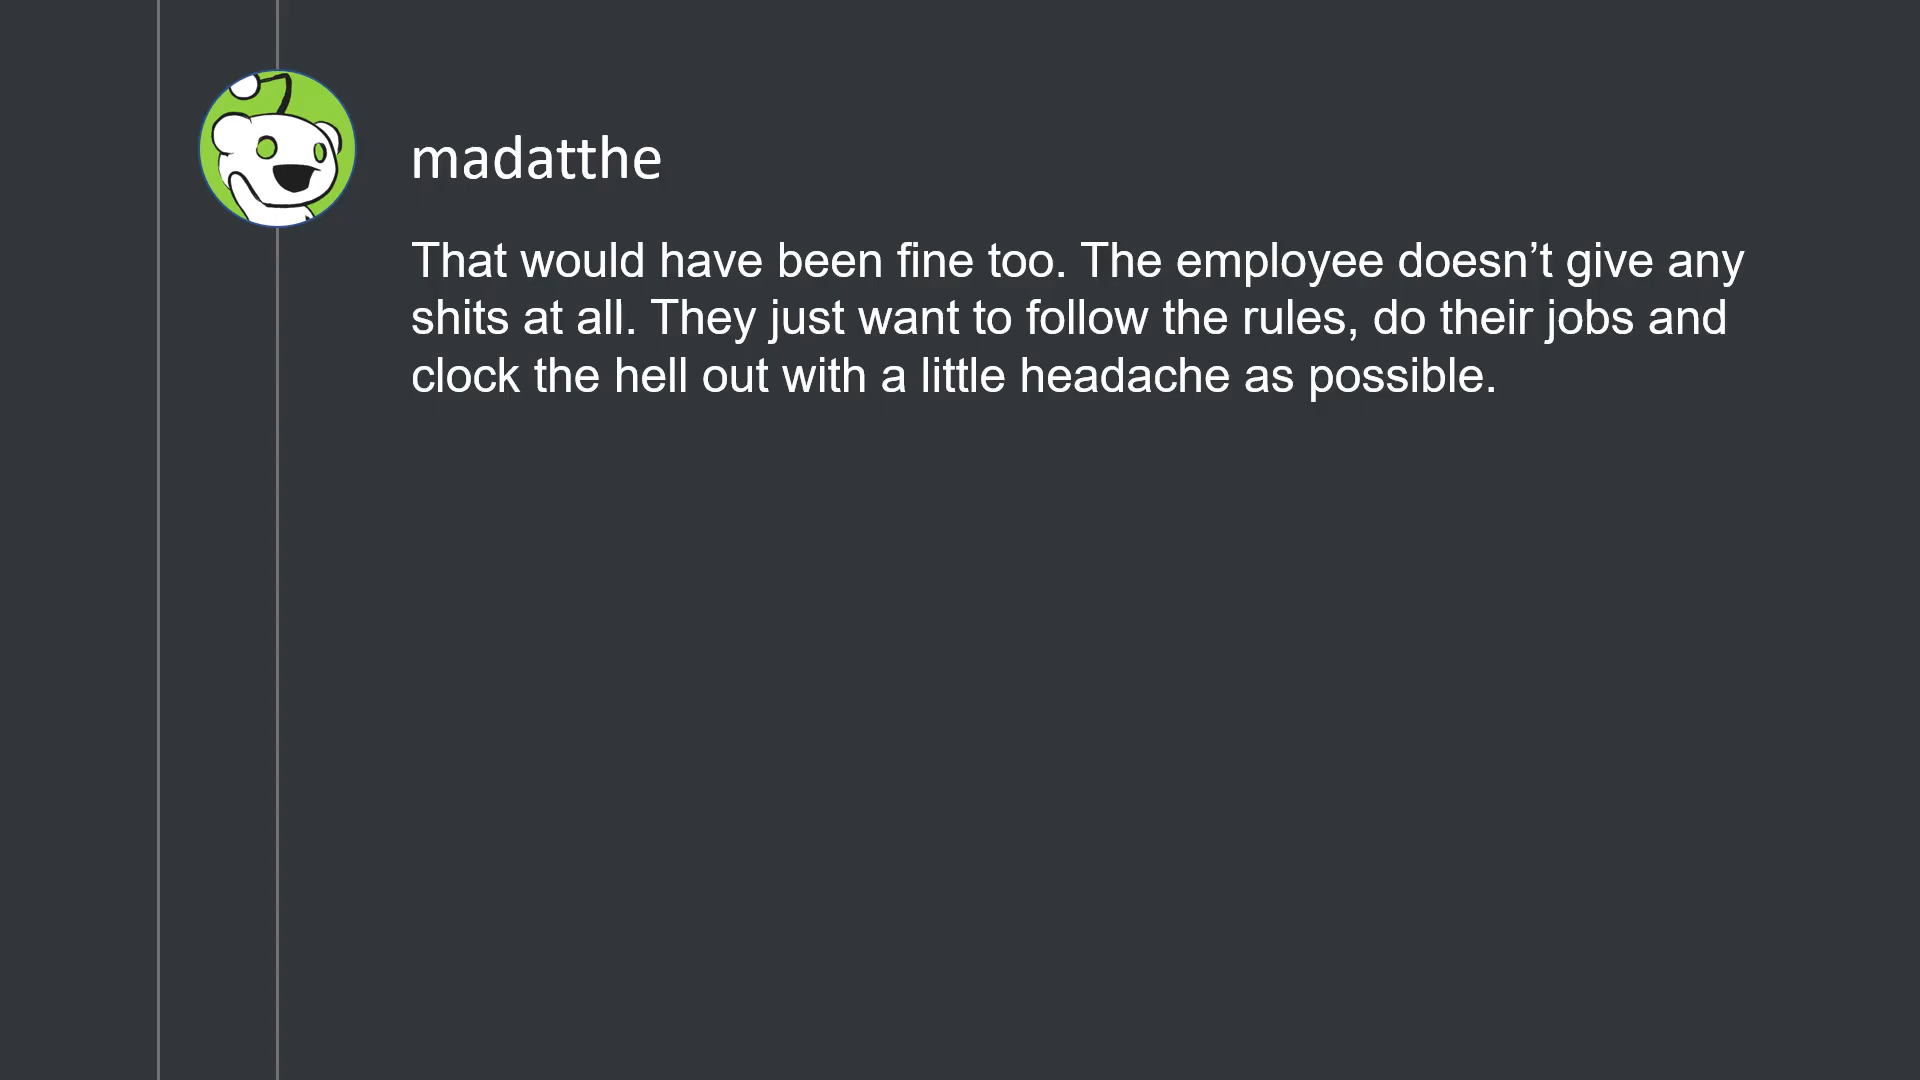 madatthe
That would have been fine too. The employee doesn’t give any
shits at all. They just want to follow the rules, do their jobs and
clock the hell out with a little headache as possible.